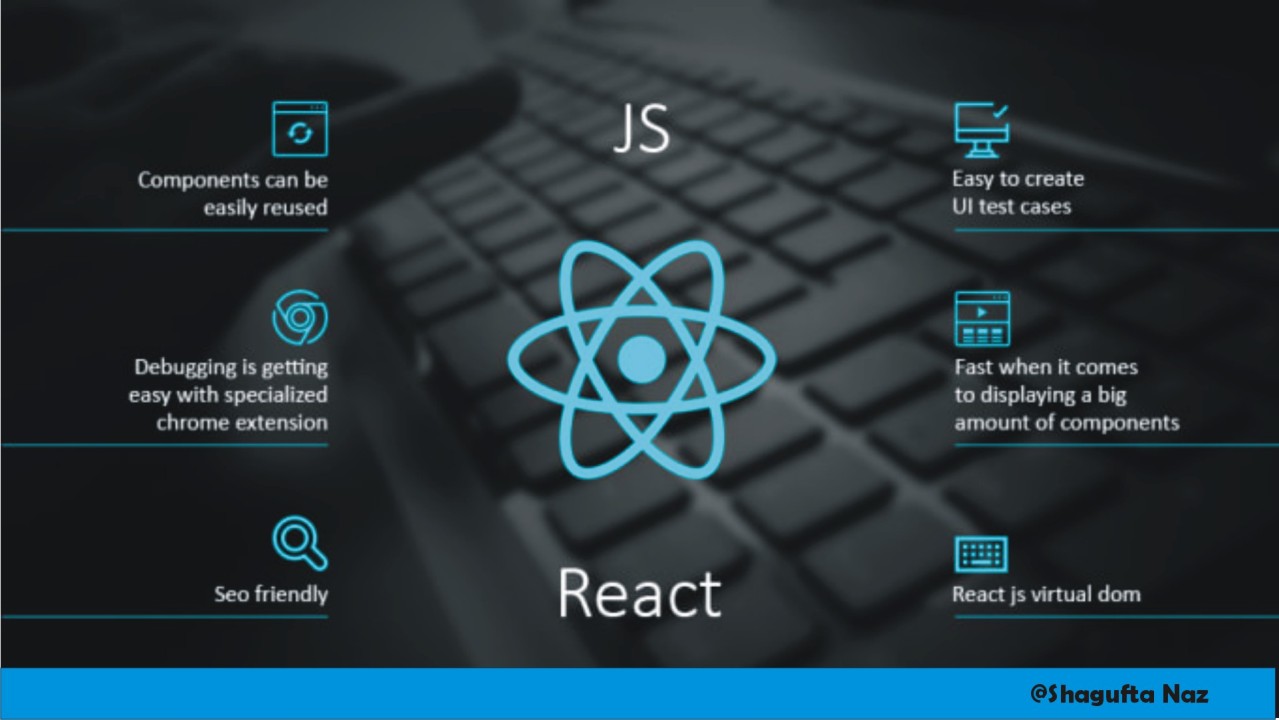 JS
Components can be
easily reused
Debugging is getting
easy with specialized
chrome extension
Seo friendly
Easy to create
UI test cases
Fast when it comes
to displaying a big
amount of components
React js virtual dom
React
@Shagufta Naz